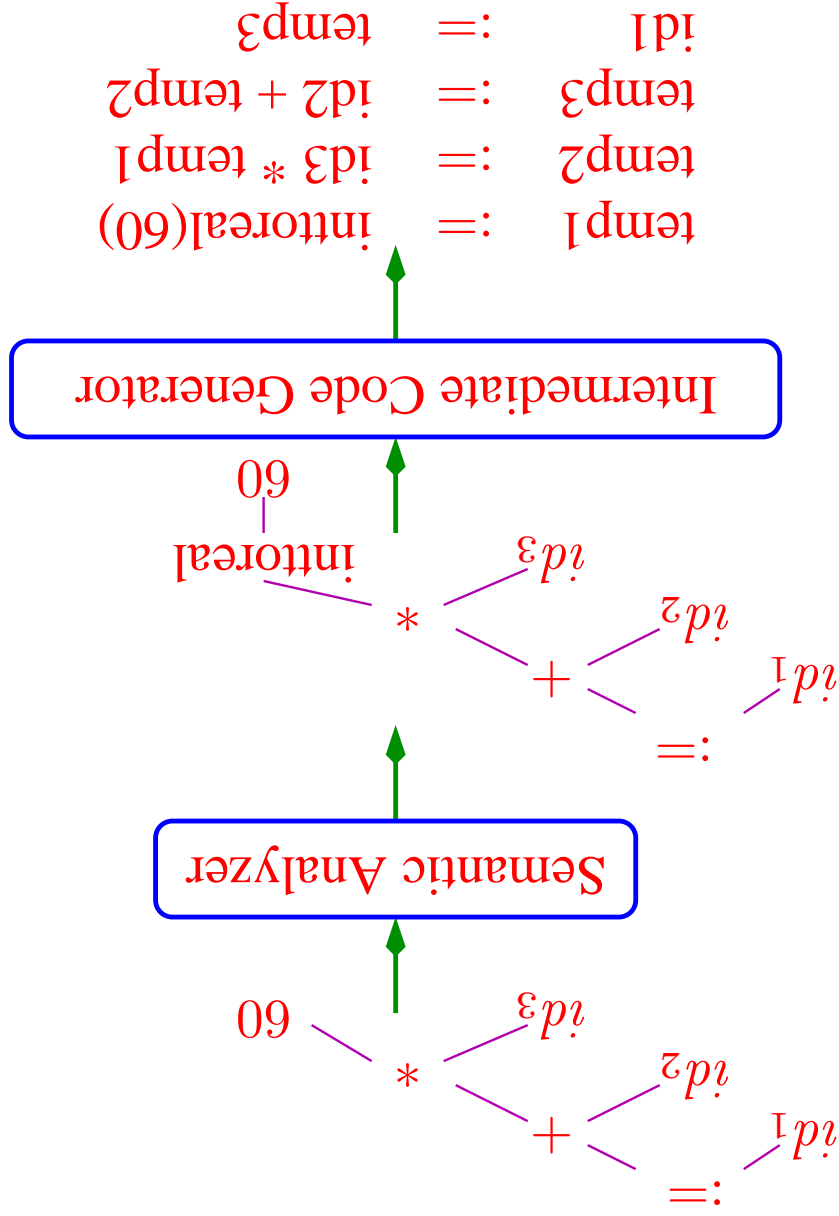 :=
id1 +
id2 *
id3 60
Semantic Analyzer
:=
id1 +
id2 *
id3 inttoreal
60
Intermediate Code Generator
temp1 := inttoreal(60)
temp2 := id3 * temp1
temp3 := id2 + temp2
id1 := temp3